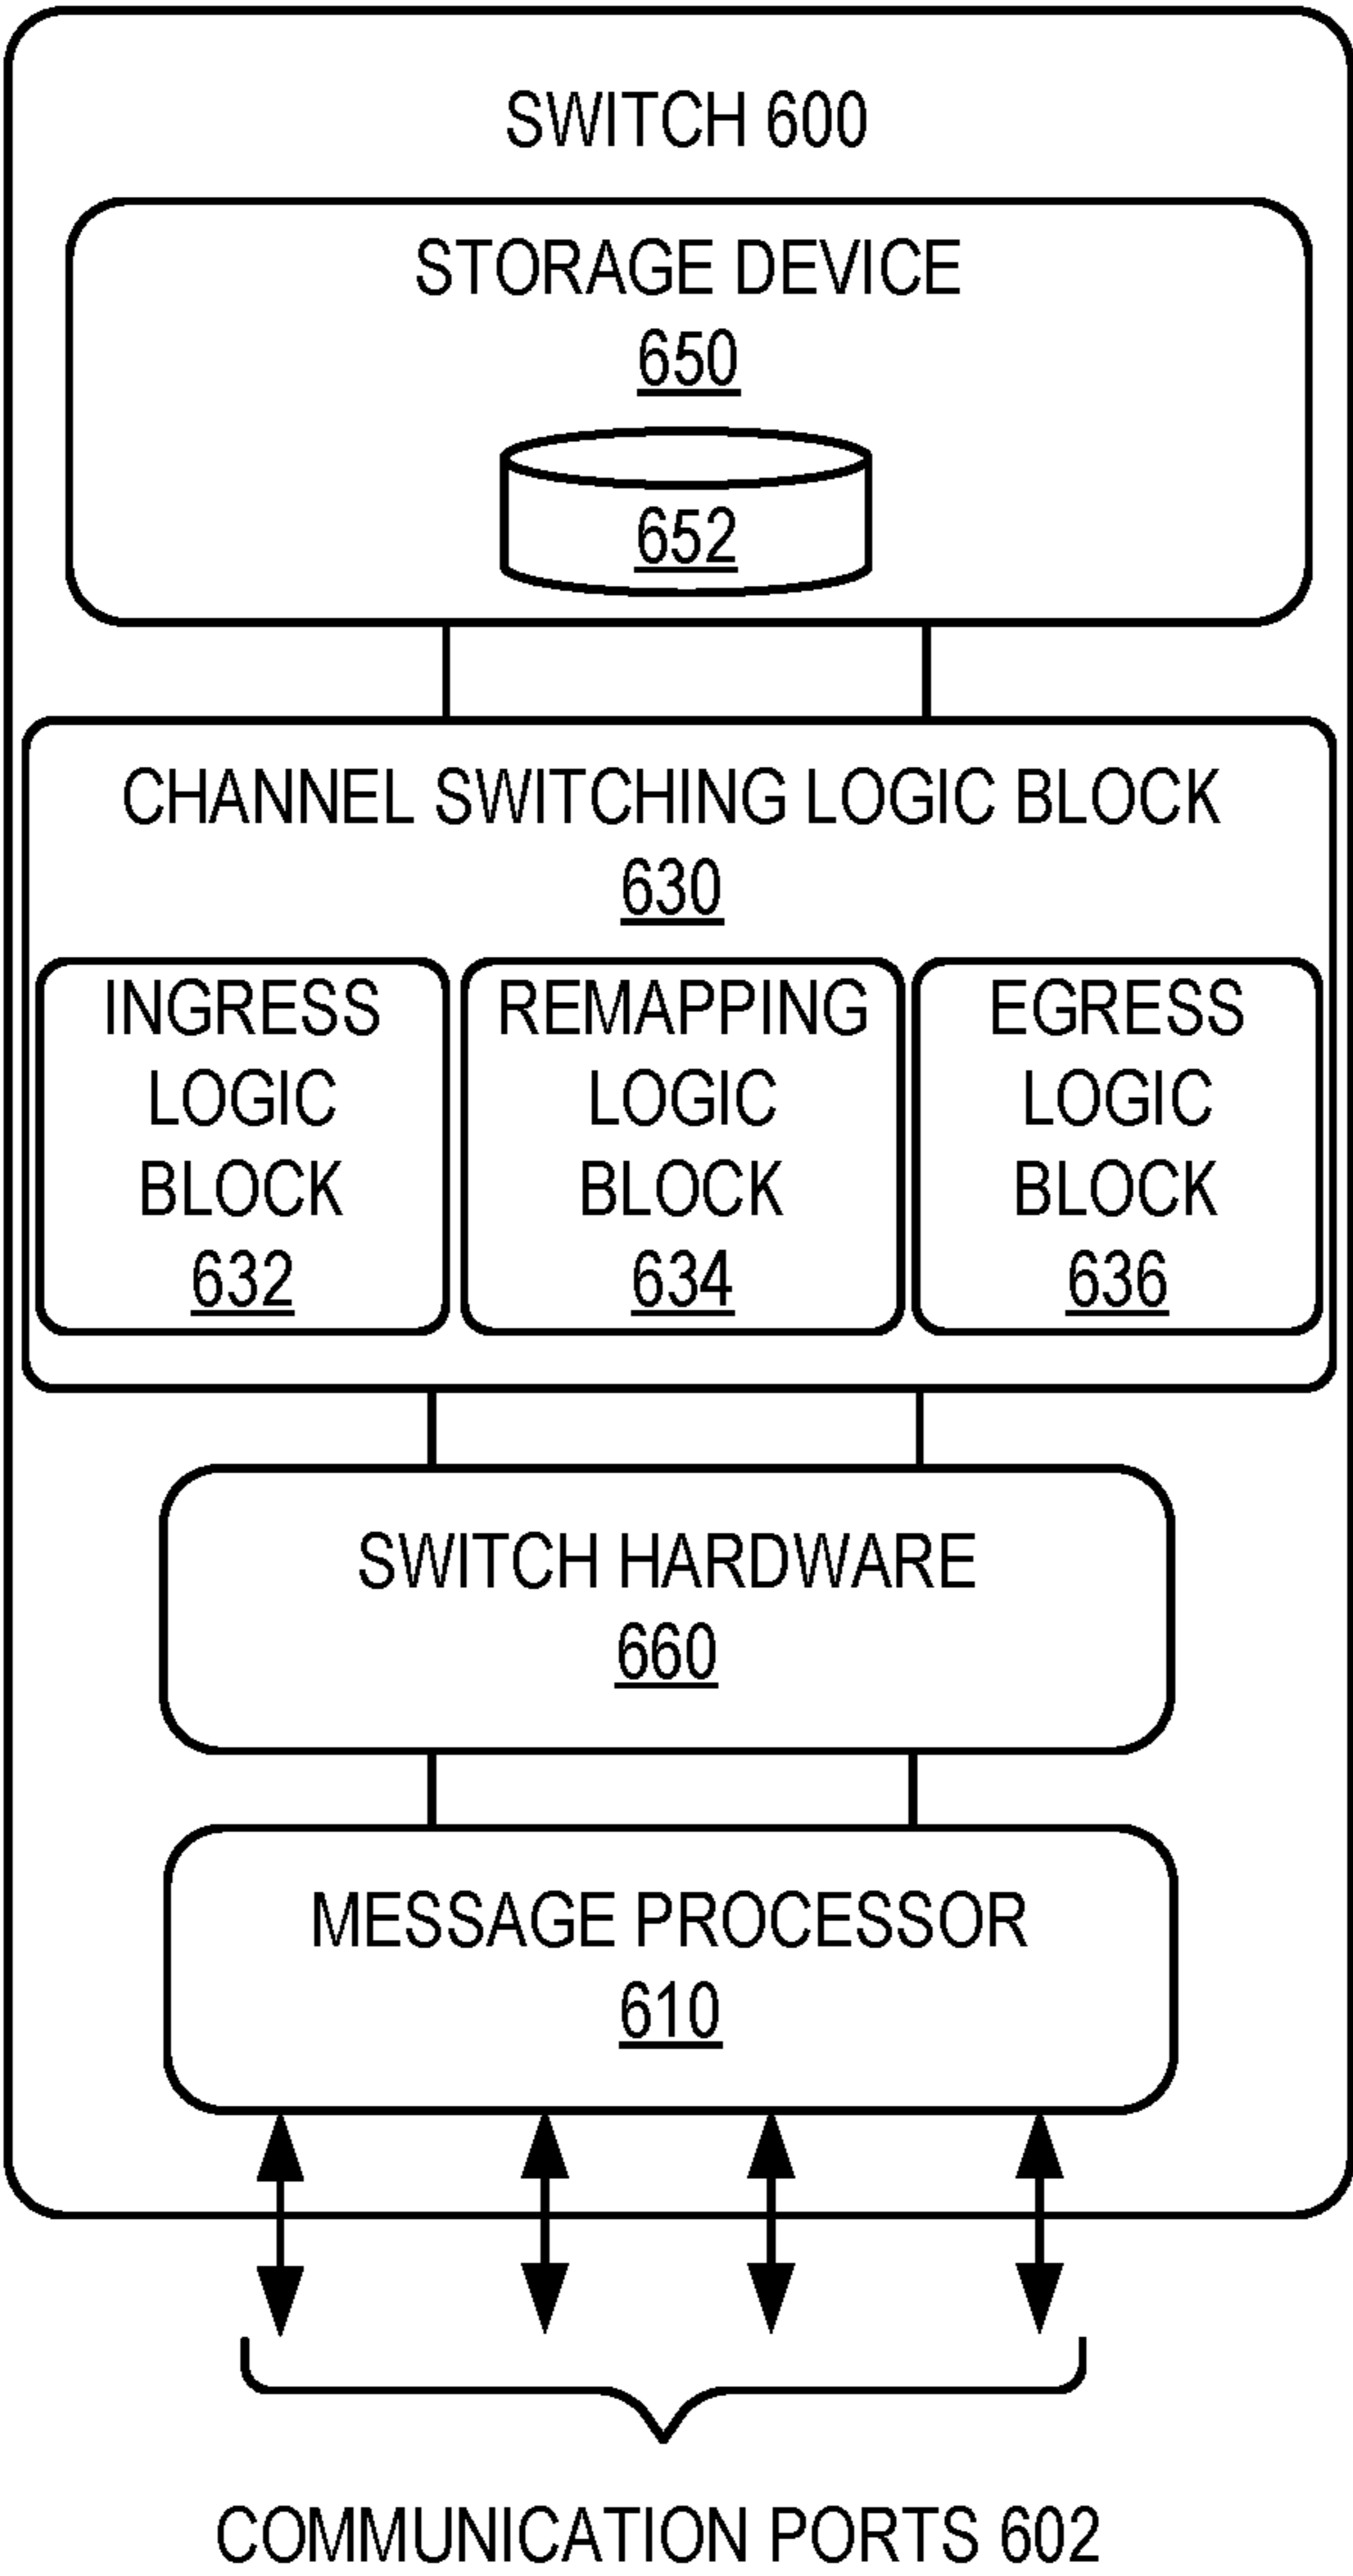 SWITCH 600
STORAGE DEVICE
650
652
CHANNEL SWITCHING LOGIC BLOCK
630
INGRESS
LOGIC
BLOCK
632
REMAPPING
LOGIC
BLOCK
634
EGRESS
LOGIC
BLOCK
636
SWITCH HARDWARE
660
MESSAGE PROCESSOR
610
COMMUNICATION PORTS 602